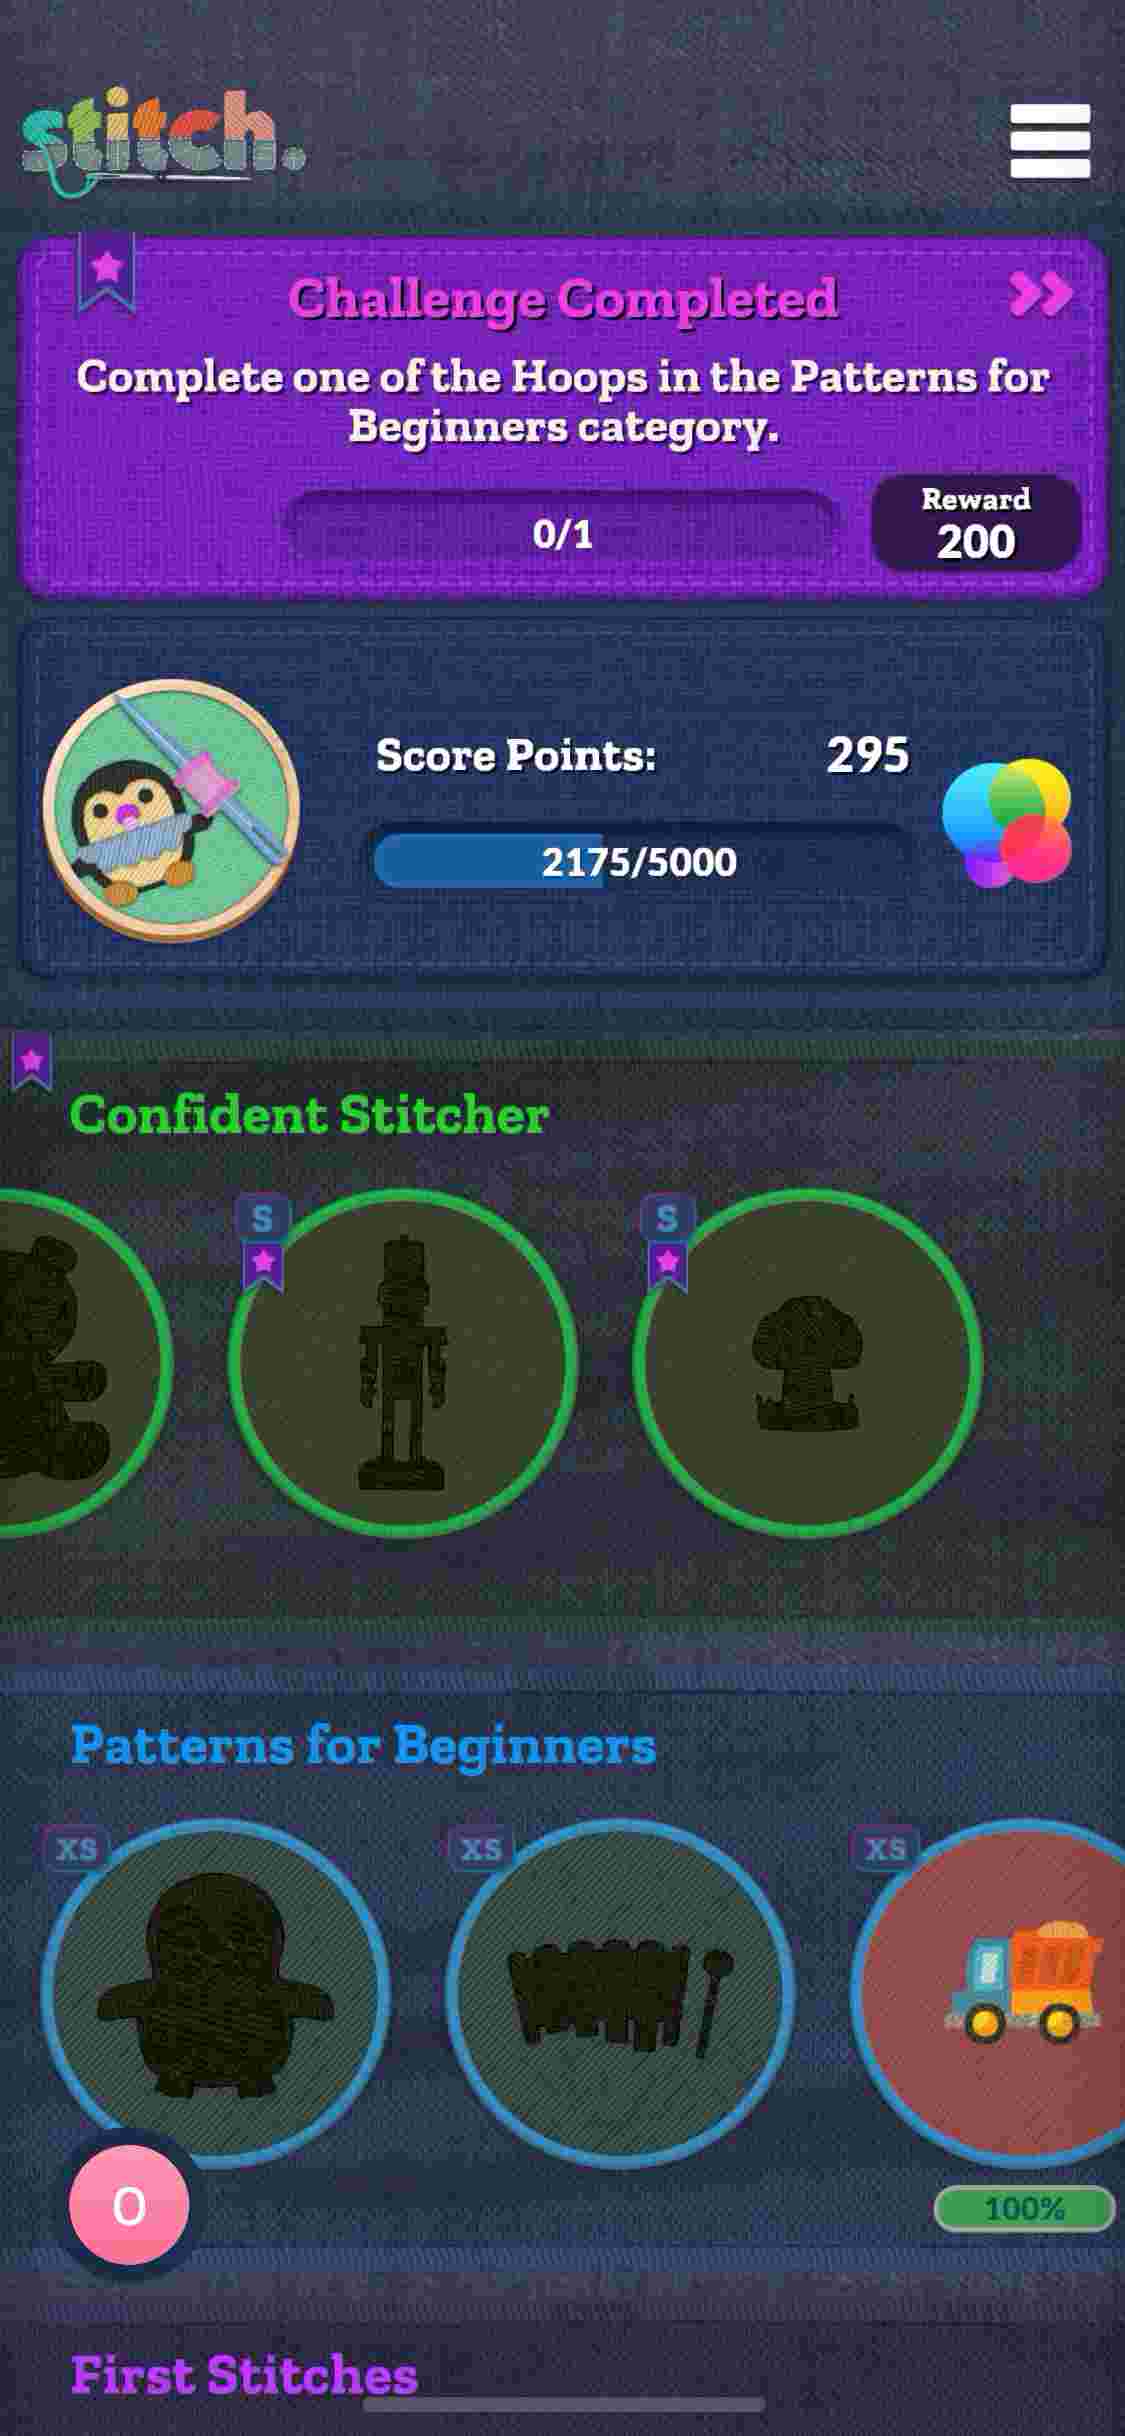 stitch.
Challenge Completed
Complete one of the Hoops in the Patterns for
Beginners category.
0/1
Reward
200
Score Points: 295
2175/5000
Confident Stitcher
S
S
Patterns for Beginners
XS
XS
XS
0
100%
First Stitches